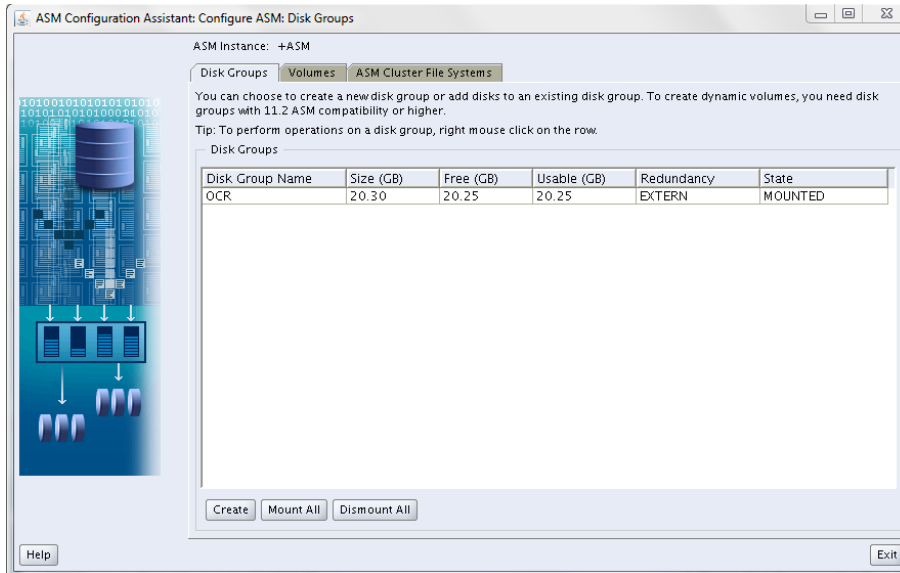 ASM Configuration Assistant: Configure ASM: Disk Groups
ASM Instance: +ASM
Disk Groups Volumes ASM Cluster File Systems
You can choose to create a new disk group or add disks to an existing disk group. To create dynamic volumes, you need disk
groups with 11.2 ASM compatibility or higher.
Tip: To perform operations on a disk group, right mouse click on the row.
Disk Groups
Disk Group Name Size (GB) Free (GB) Usable (GB) Redundancy State
OCR 20.30 20.25 20.25 EXTERN MOUNTED
Create Mount All Dismount All
Help Exit